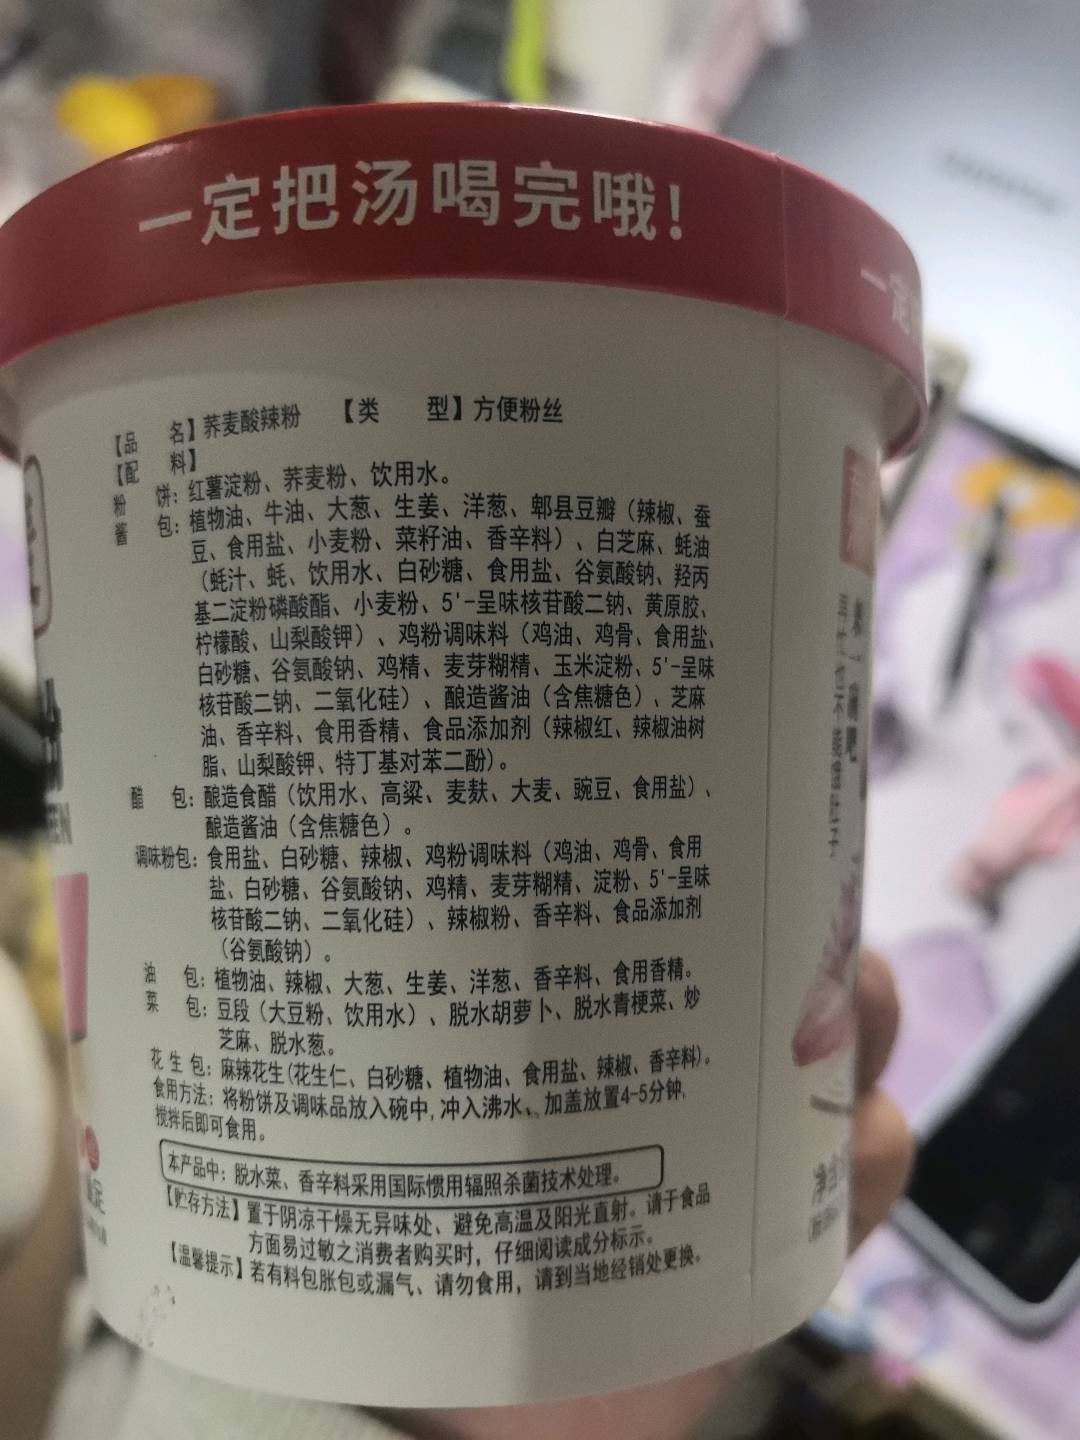 一定把汤喝完哦!
一定
【品 名】荞麦酸辣粉 【类 型】方便粉丝
【配 料】
粉 饼：红薯淀粉、荞麦粉、饮用水。
酱 包：植物油、牛油、大葱、生姜、洋葱、郫县豆瓣（辣椒、蚕
豆、食用盐、小麦粉、菜籽油、香辛料）、白芝麻、蚝油
（蚝汁、蚝、饮用水、白砂糖、食用盐、谷氨酸钠、羟丙
基二淀粉磷酸酯、小麦粉、5'-呈味核苷酸二钠、黄原胶、
柠檬酸、山梨酸钾）、鸡粉调味料（鸡油、鸡骨、食用盐、
白砂糖、谷氨酸钠、鸡精、麦芽糊精、玉米淀粉、5'-呈味
核苷酸二钠、二氧化硅）、酿造酱油（含焦糖色）、芝麻
油、香辛料、食用香精、食品添加剂（辣椒红、辣椒油树
脂、山梨酸钾、特丁基对苯二酚）。
醋 包：酿造食醋（饮用水、高粱、麦麸、大麦、豌豆、食用盐）、
酿造酱油（含焦糖色）。
调味粉包：食用盐、白砂糖、辣椒、鸡粉调味料（鸡油、鸡骨、食用
盐、白砂糖、谷氨酸钠、鸡精、麦芽糊精、淀粉、5'-呈味
核苷酸二钠、二氧化硅）、辣椒粉、香辛料、食品添加剂
（谷氨酸钠）。
油 包：植物油、辣椒、大葱、生姜、洋葱、香辛料、食用香精。
菜 包：豆段（大豆粉、饮用水）、脱水胡萝卜、脱水青梗菜、炒
芝麻、脱水葱。
花 生 包：麻辣花生(花生仁、白砂糖、植物油、食用盐、辣椒、香辛料)。
食用方法：将粉饼及调味品放入碗中,冲入沸水、加盖放置4-5分钟,
搅拌后即可食用。
本产品中：脱水菜、香辛料采用国际惯用辐照杀菌技术处理。
【贮存方法】置于阴凉干燥无异味处、避免高温及阳光直射。请于食品
方面易过敏之消费者购买时，仔细阅读成分标示。
【温馨提示】若有料包胀包或漏气、请勿食用，请到当地经销处更换。
净含